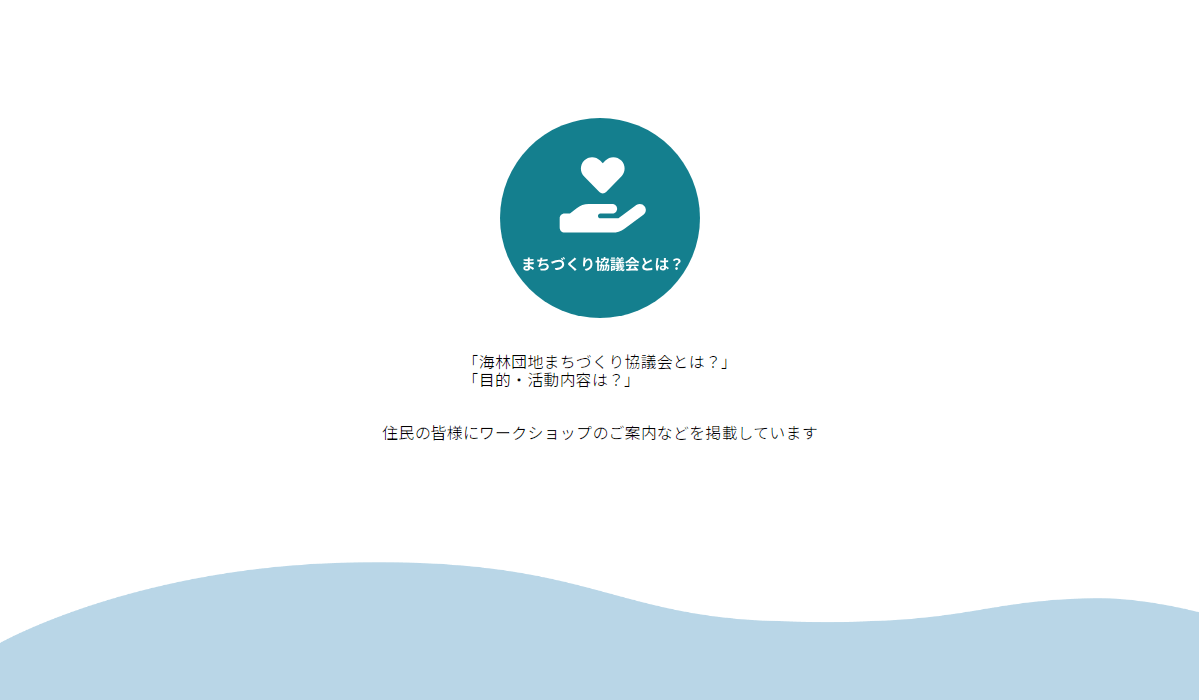 まちづくり協議会とは？
「海林団地まちづくり協議会とは？」
「目的・活動内容は？」
住民の皆様にワークショップのご案内などを掲載しています